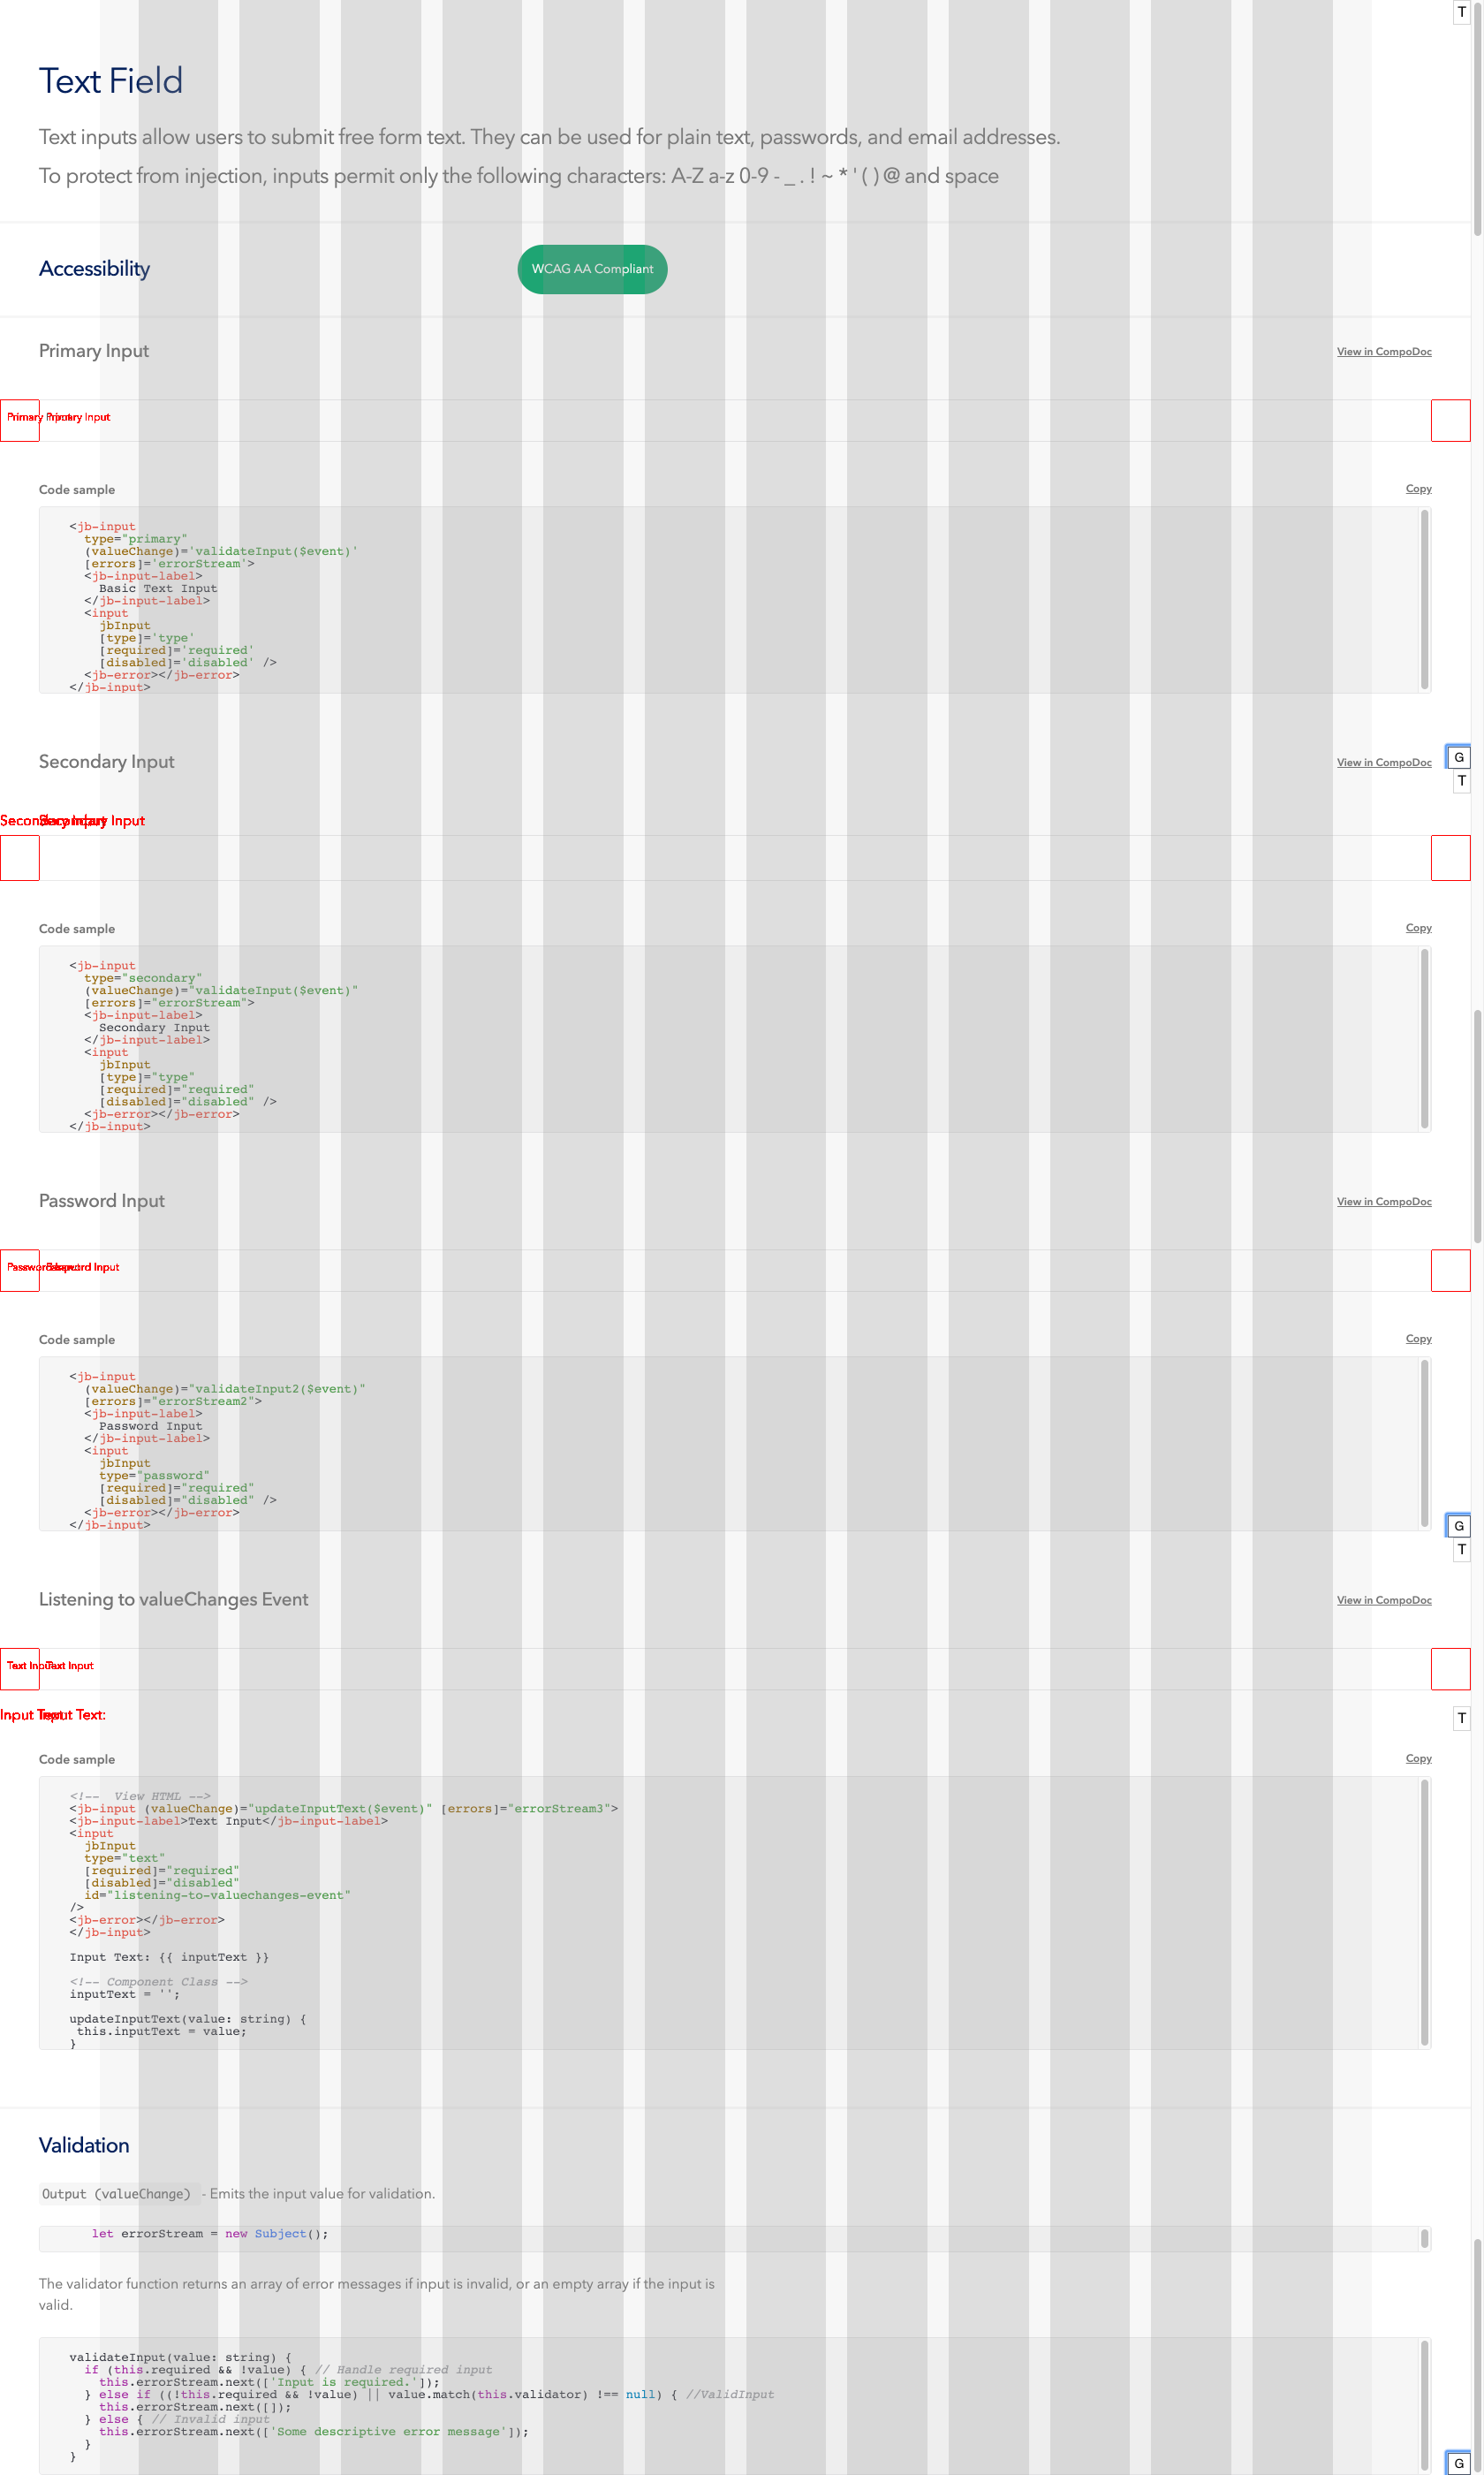 T
Text Field
Text inputs allow users to submit free form text. They can be used for plain text, passwords, and email addresses.
To protect from injection, inputs permit only the following characters: A-Z a-z 0-9 - _ . ! ~ * ' ( ) @ and space
Accessibility
WCAG AA Compliant
Primary Input
View in CompoDoc
Primary Input Primary Input
Code sample
Copy
<jb-input
type="primary"
(valueChange)='validateInput($event)'
[errors]='errorStream'>
<jb-input-label>
Basic Text Input
</jb-input-label>
<input
jbInput
[type]='type'
[required]='required'
[disabled]='disabled' />
<jb-error></jb-error>
</jb-input>
Secondary Input
View in CompoDoc
G
T
Secondary Input Secondary Input
Code sample
Copy
<jb-input
type="secondary"
(valueChange)="validateInput($event)"
[errors]="errorStream">
<jb-input-label>
Secondary Input
</jb-input-label>
<input
jbInput
[type]="type"
[required]="required"
[disabled]="disabled" />
<jb-error></jb-error>
</jb-input>
Password Input
View in CompoDoc
Password Input Password Input
Code sample
Copy
<jb-input
(valueChange)="validateInput2($event)"
[errors]="errorStream2">
<jb-input-label>
Password Input
</jb-input-label>
<input
jbInput
type="password"
[required]="required"
[disabled]="disabled" />
<jb-error></jb-error>
</jb-input>
G
T
Listening to valueChanges Event
View in CompoDoc
Text Input Text Input
Input Text: Input Text:
T
Code sample
Copy
<!--  View HTML -->
<jb-input (valueChange)="updateInputText($event)" [errors]="errorStream3">
<jb-input-label>Text Input</jb-input-label>
<input
jbInput
type="text"
[required]="required"
[disabled]="disabled"
id="listening-to-valuechanges-event"
/>
<jb-error></jb-error>
</jb-input>
Input Text: {{ inputText }}
<!-- Component Class -->
inputText = '';
updateInputText(value: string) {
this.inputText = value;
}
Validation
Output (valueChange) - Emits the input value for validation.
let errorStream = new Subject();
The validator function returns an array of error messages if input is invalid, or an empty array if the input is
valid.
validateInput(value: string) {
if (this.required && !value) { // Handle required input
this.errorStream.next(['Input is required.']);
} else if ((!this.required && !value) || value.match(this.validator) !== null) { //ValidInput
this.errorStream.next([]);
} else { // Invalid input
this.errorStream.next(['Some descriptive error message']);
}
}
G